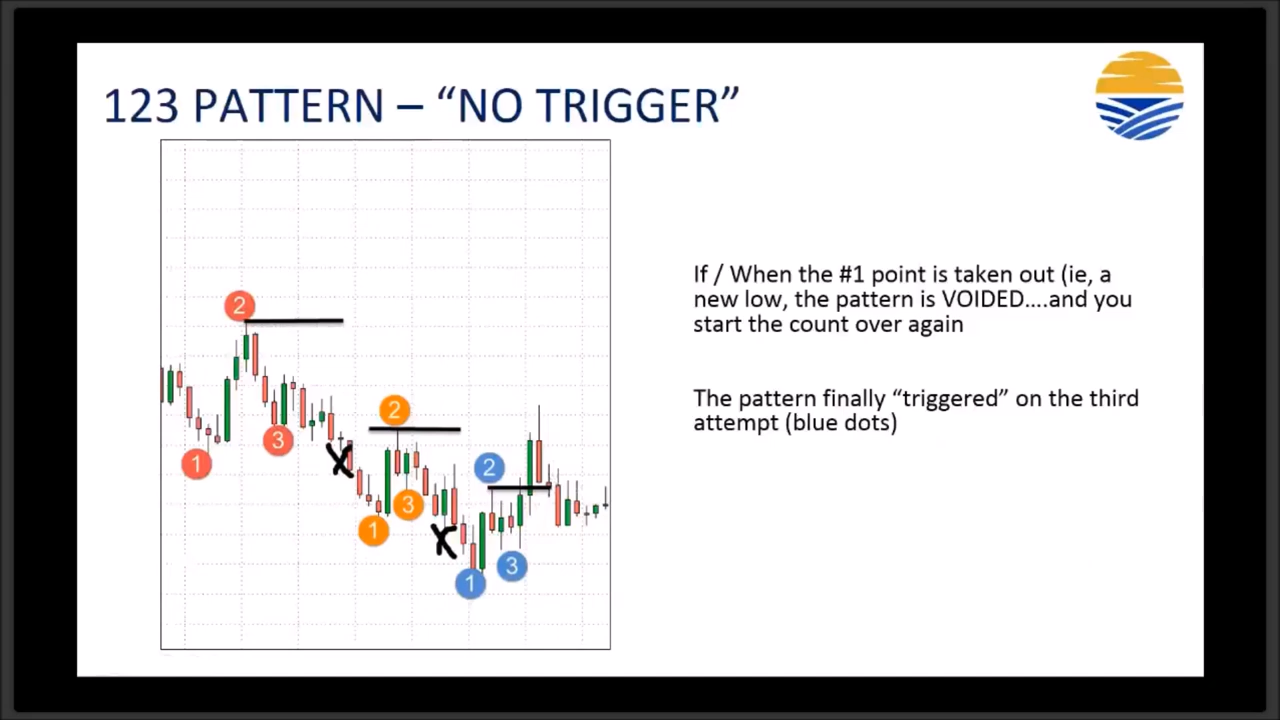 123 PATTERN – “NO TRIGGER”
If / When the #1 point is taken out (ie, a
new low, the pattern is VOIDED....and you
start the count over again
The pattern finally “triggered” on the third
attempt (blue dots)
2
1
3
X
2
1
3
X
2
1
3